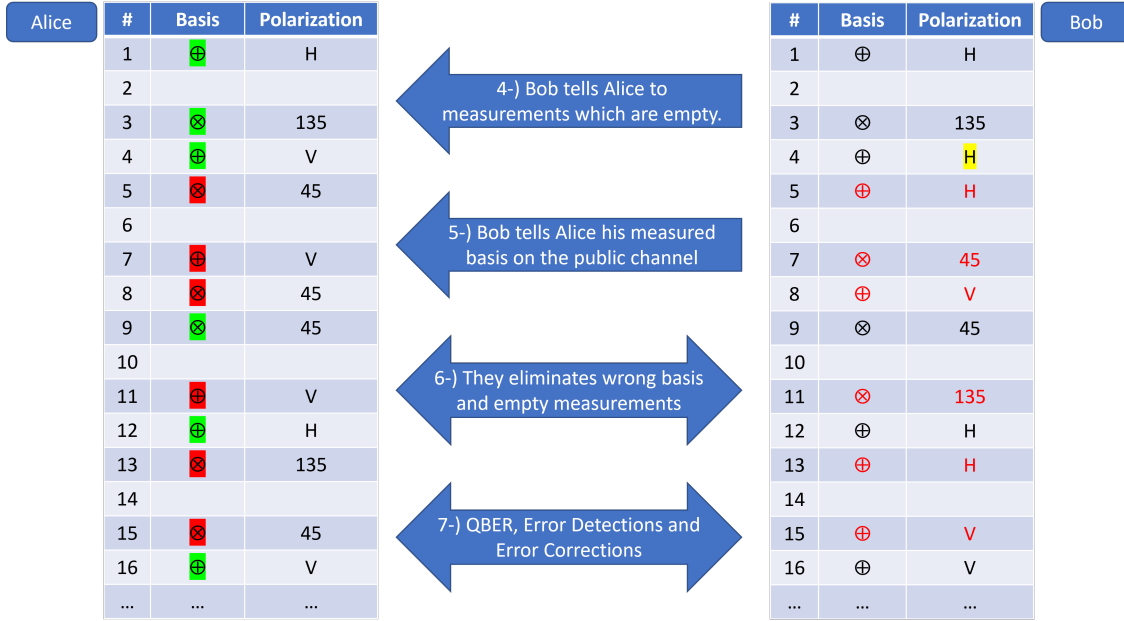 Alice
# Basis Polarization
1 ⊕ H
2
3 ⊗ 135
4 ⊕ V
5 ⊗ 45
6
7 ⊕ V
8 ⊗ 45
9 ⊗ 45
10
11 ⊕ V
12 ⊕ H
13 ⊗ 135
14
15 ⊗ 45
16 ⊕ V
... ... ...
4-) Bob tells Alice to
measurements which are empty.
5-) Bob tells Alice his measured
basis on the public channel
6-) They eliminates wrong basis
and empty measurements
7-) QBER, Error Detections and
Error Corrections
Bob
# Basis Polarization
1 ⊕ H
2
3 ⊗ 135
4 ⊕ H
5 ⊕ H
6
7 ⊗ 45
8 ⊕ V
9 ⊗ 45
10
11 ⊗ 135
12 ⊕ H
13 ⊕ H
14
15 ⊕ V
16 ⊕ V
... ... ...